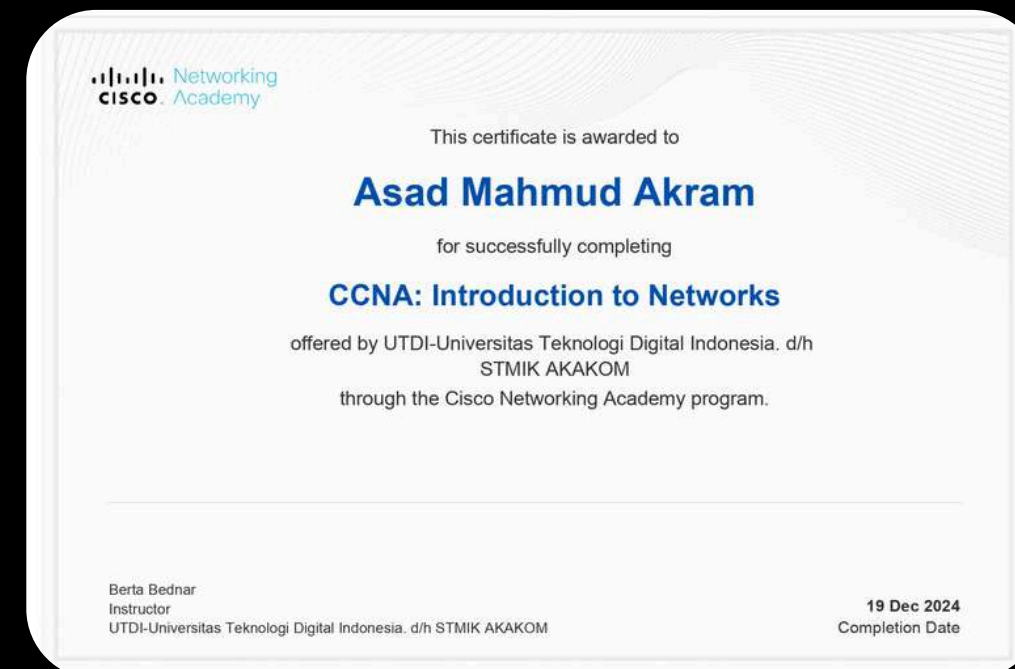 Networking
CISCO Academy
This certificate is awarded to
Asad Mahmud Akram
for successfully completing
CCNA: Introduction to Networks
offered by UTDI-Universitas Teknologi Digital Indonesia. d/h
STMIK AKAKOM
through the Cisco Networking Academy program.
Berta Bednar
Instructor
UTDI-Universitas Teknologi Digital Indonesia. d/h STMIK AKAKOM
19 Dec 2024
Completion Date